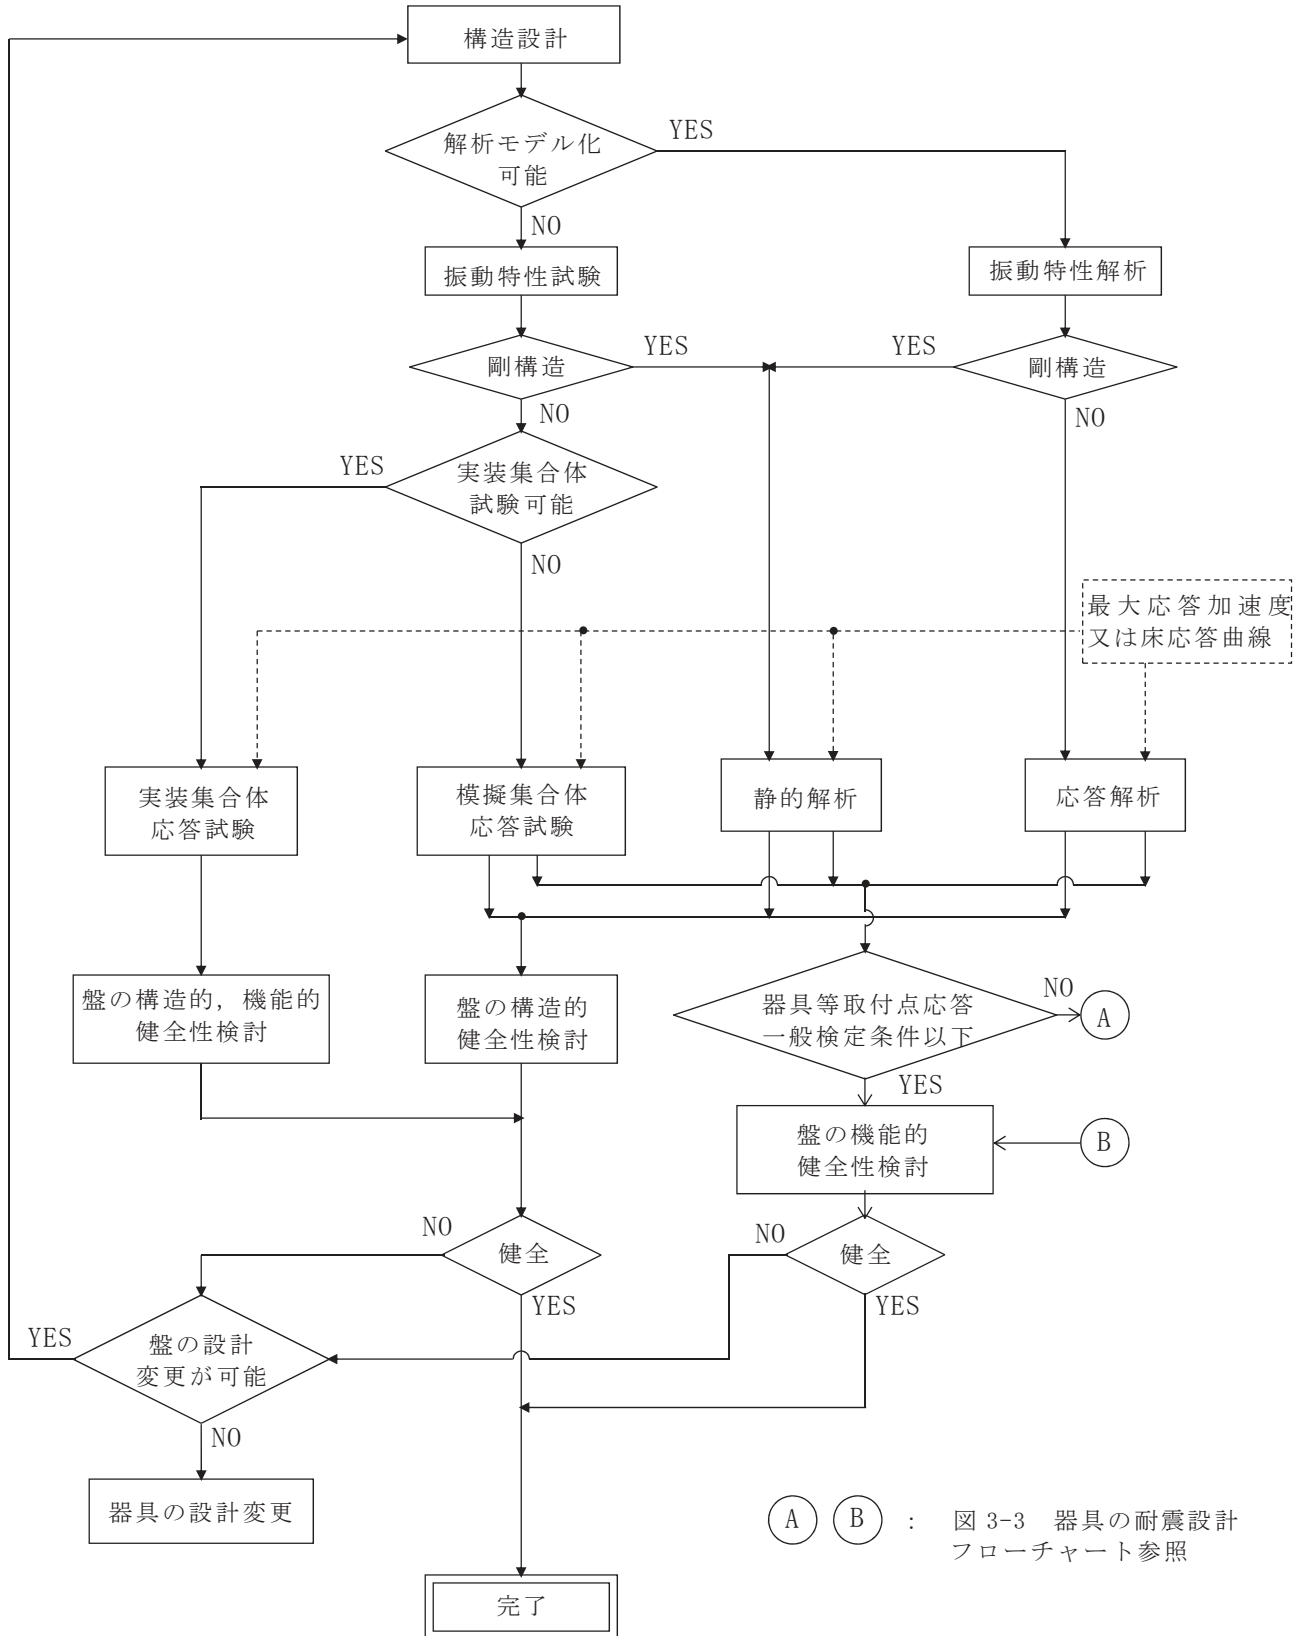 構造設計
解析モデル化
可能
YES
NO
振動特性試験
振動特性解析
剛構造
YES
YES
剛構造
NO
NO
YES
実装集合体
試験可能
NO
最大応答加速度
又は床応答曲線
実装集合体
応答試験
模擬集合体
応答試験
静的解析
応答解析
盤の構造的，機能的
健全性検討
盤の構造的
健全性検討
器具等取付点応答
一般検定条件以下
NO
A
YES
盤の機能的
健全性検討
B
NO
健全
YES
NO
健全
YES
YES
盤の設計
変更が可能
NO
器具の設計変更
A B ： 図 3-3 器具の耐震設計
フローチャート参照
完了